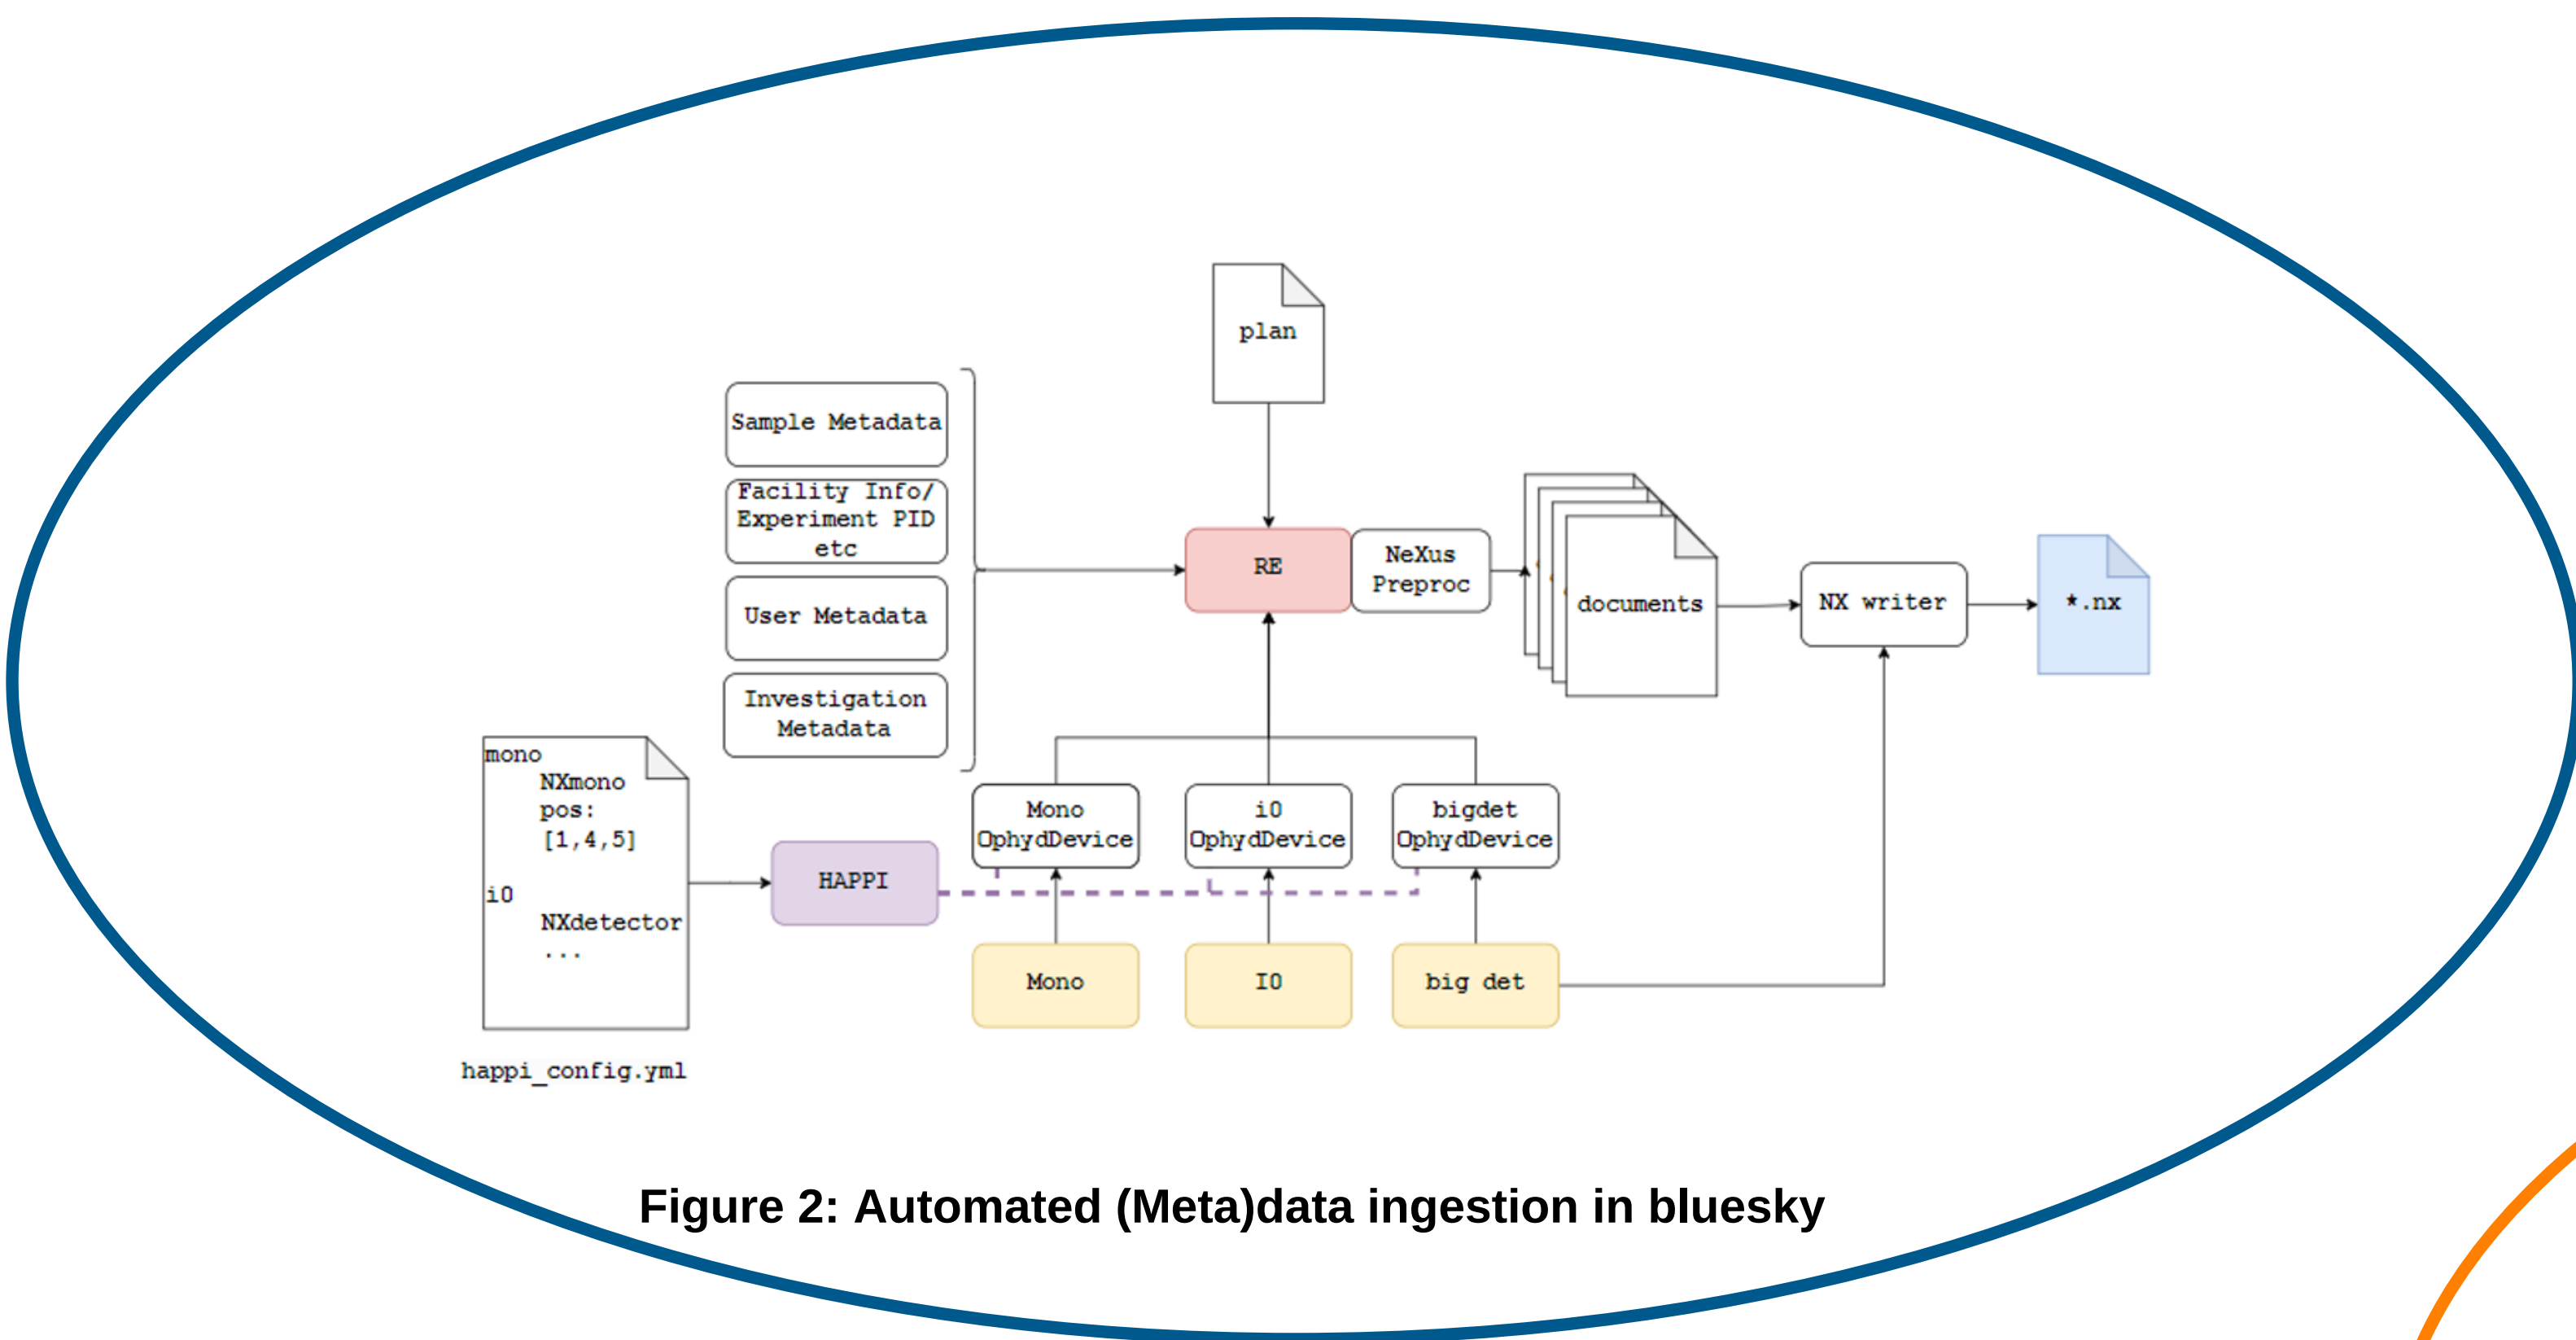 plan
Sample Metadata
Facility Info/
Experiment PID
etc
User Metadata
Investigation
Metadata
RE
NeXus
Preproc
documents
NX writer
*.nx
mono
NXmono
pos:
[1,4,5]
i0
NXdetector
...
happi_config.yml
HAPPI
Mono
OphydDevice
i0
OphydDevice
bigdet
OphydDevice
Mono
I0
big det
Figure 2: Automated (Meta)data ingestion in bluesky